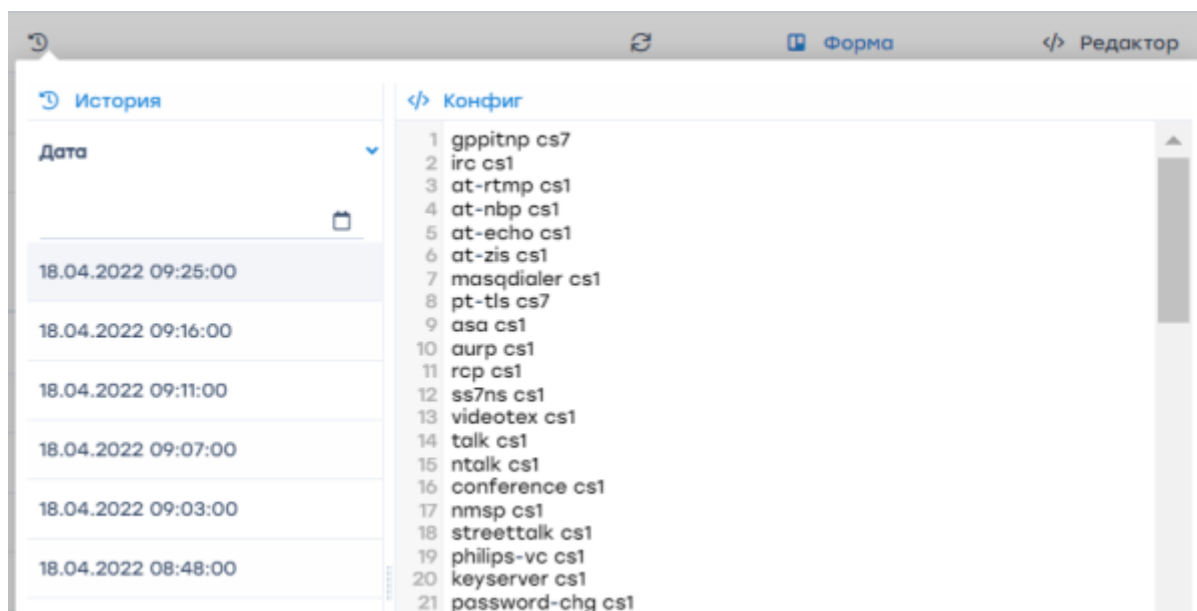 Форма
</> Редактор
История
</> Конфиг
Дата
18.04.2022 09:25:00
18.04.2022 09:16:00
18.04.2022 09:11:00
18.04.2022 09:07:00
18.04.2022 09:03:00
18.04.2022 08:48:00
1 gppitnp cs7
2 irc cs1
3 at-rtmp cs1
4 at-nbp cs1
5 at-echo cs1
6 at-zis cs1
7 masqdialer cs1
8 pt-tls cs7
9 asa cs1
10 aurp cs1
11 rcp cs1
12 ss7ns cs1
13 videotex cs1
14 talk cs1
15 ntalk cs1
16 conference cs1
17 nmsp cs1
18 streettalk cs1
19 philips-vc cs1
20 keyserver cs1
21 password-chg cs1